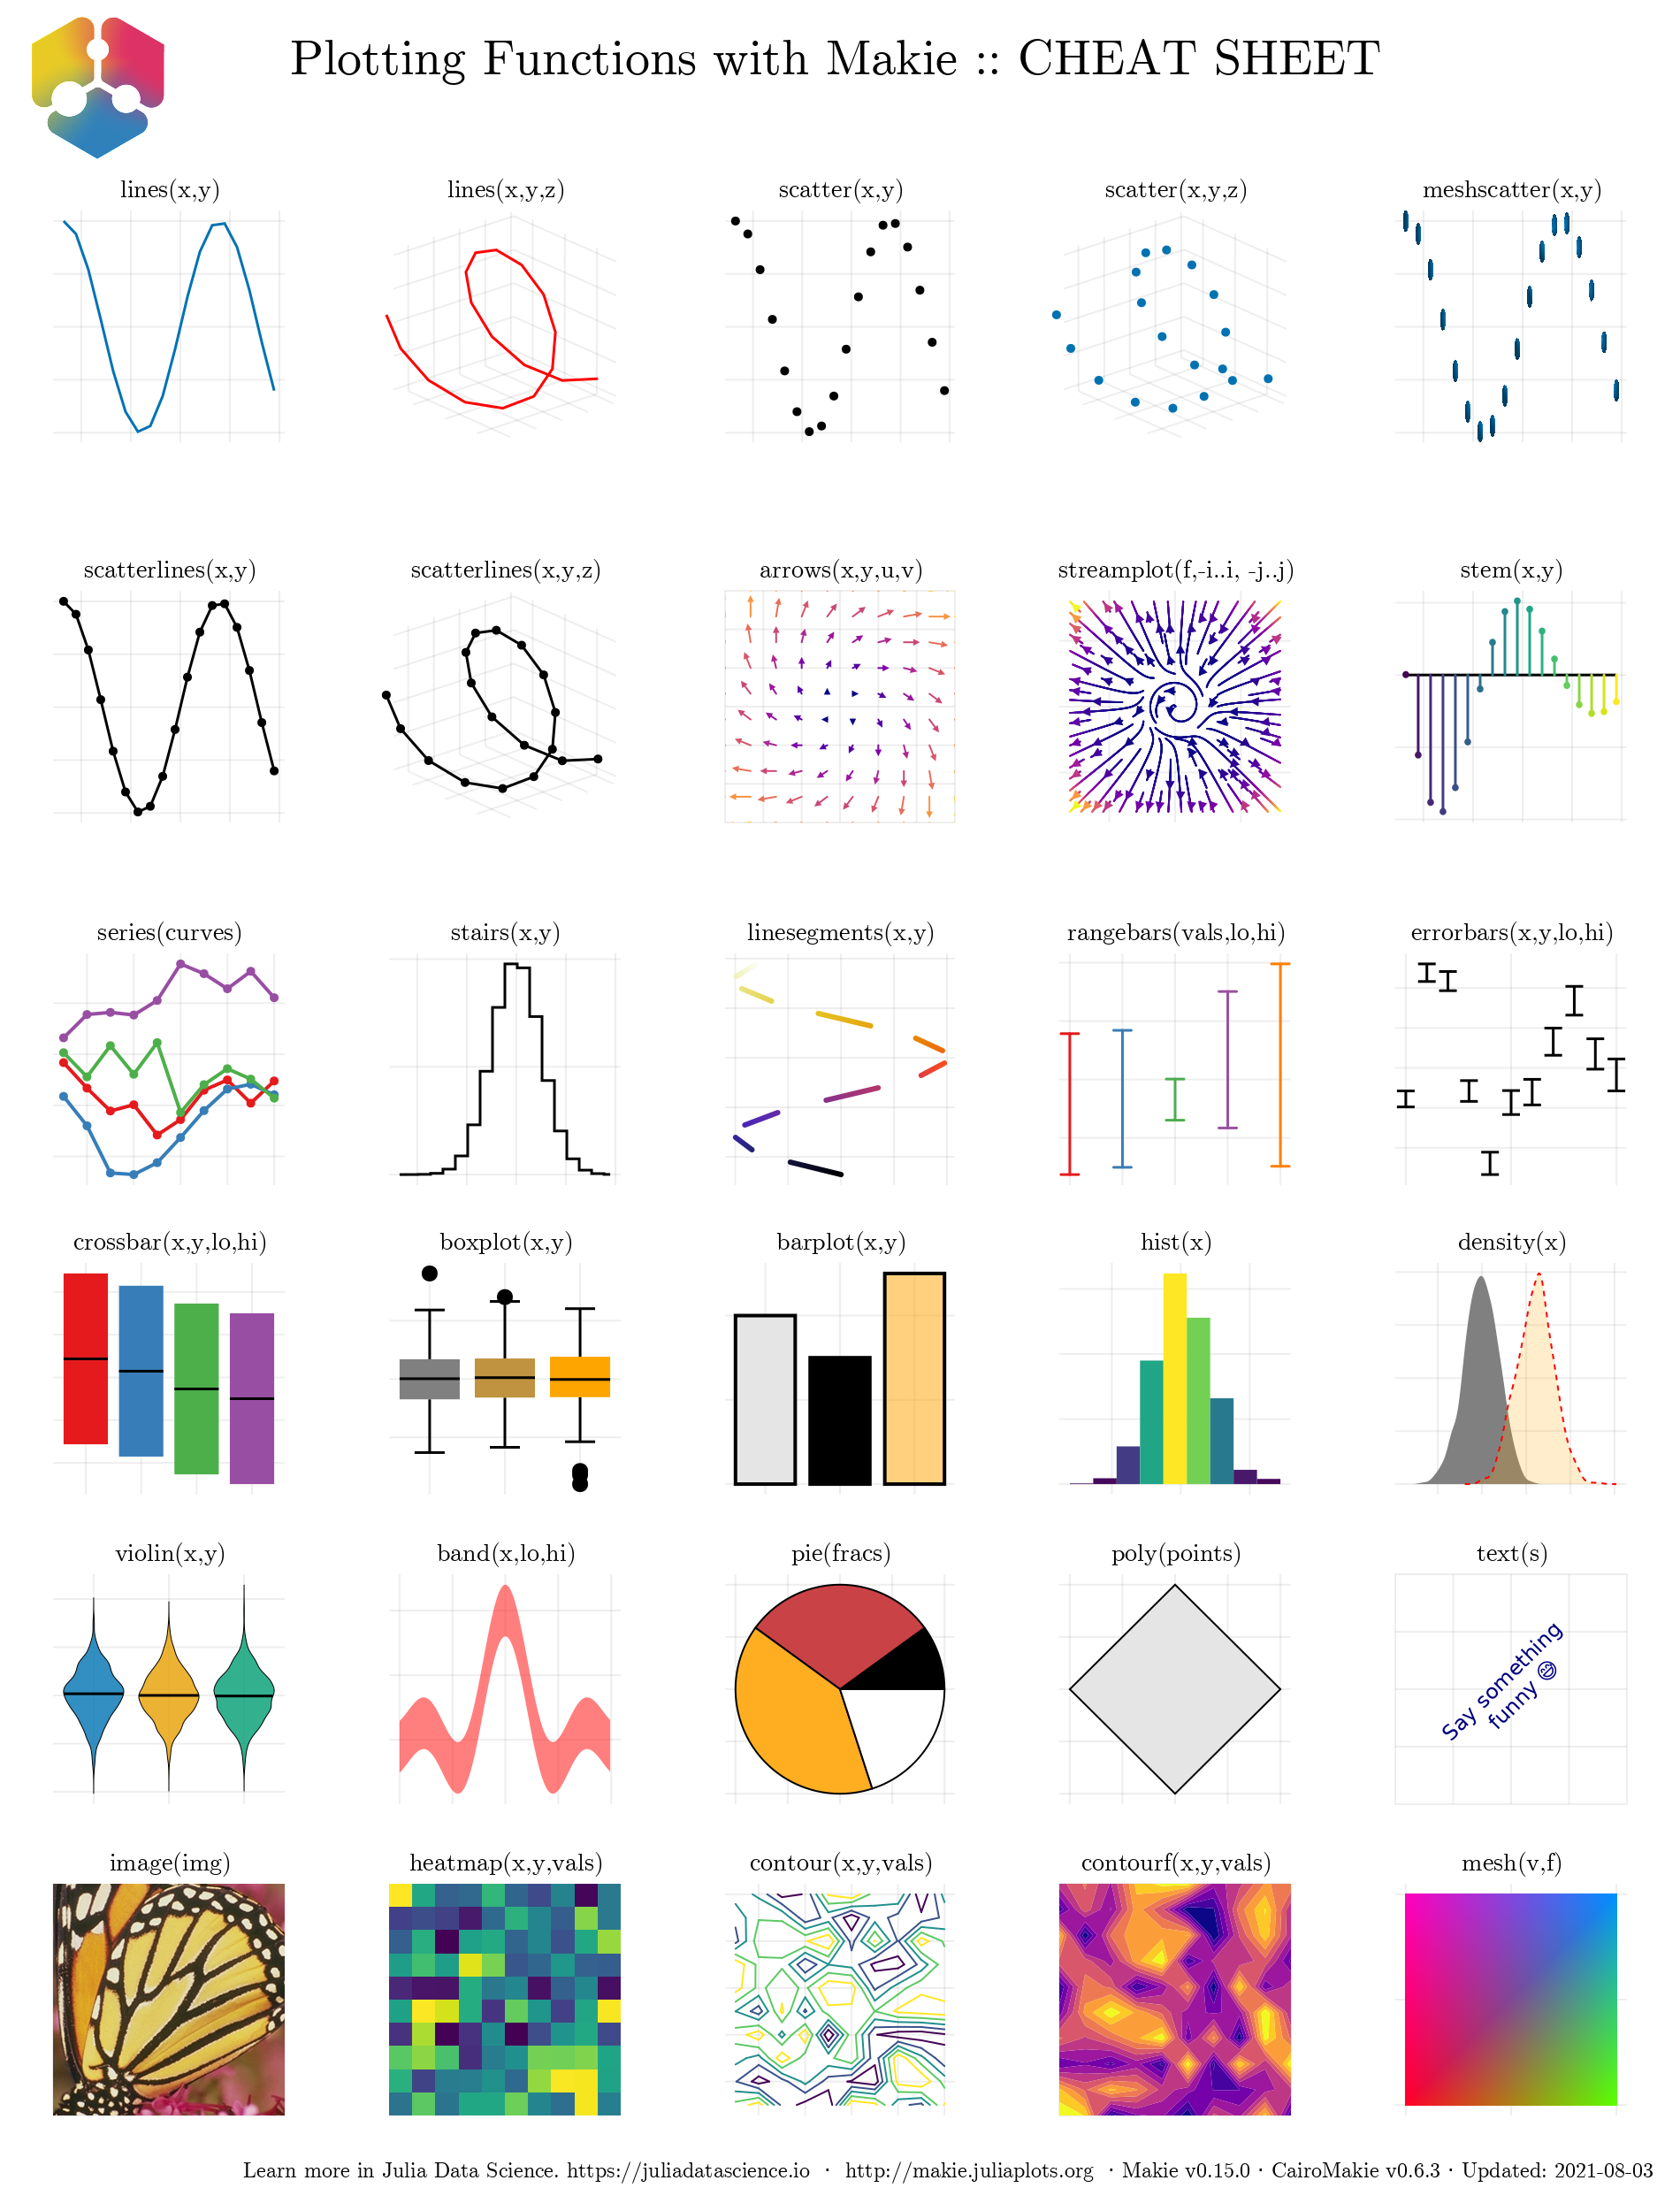 Plotting Functions with Makie :: CHEAT SHEET
lines(x,y)
lines(x,y,z)
scatter(x,y)
scatter(x,y,z)
meshscatter(x,y)
scatterlines(x,y)
scatterlines(x,y,z)
arrows(x,y,u,v)
streamplot(f,-i..i, -j..j)
stem(x,y)
series(curves)
stairs(x,y)
linesegments(x,y)
rangebars(vals,lo,hi)
errorbars(x,y,lo,hi)
crossbar(x,y,lo,hi)
boxplot(x,y)
barplot(x,y)
hist(x)
density(x)
violin(x,y)
band(x,lo,hi)
pie(fracs)
poly(points)
text(s)
Say something
funny 😄
image(img)
heatmap(x,y,vals)
contour(x,y,vals)
contourf(x,y,vals)
mesh(v,f)
Learn more in Julia Data Science. https://juliadatascience.io · http://makie.juliaplots.org · Makie v0.15.0 · CairoMakie v0.6.3 · Updated: 2021-08-03